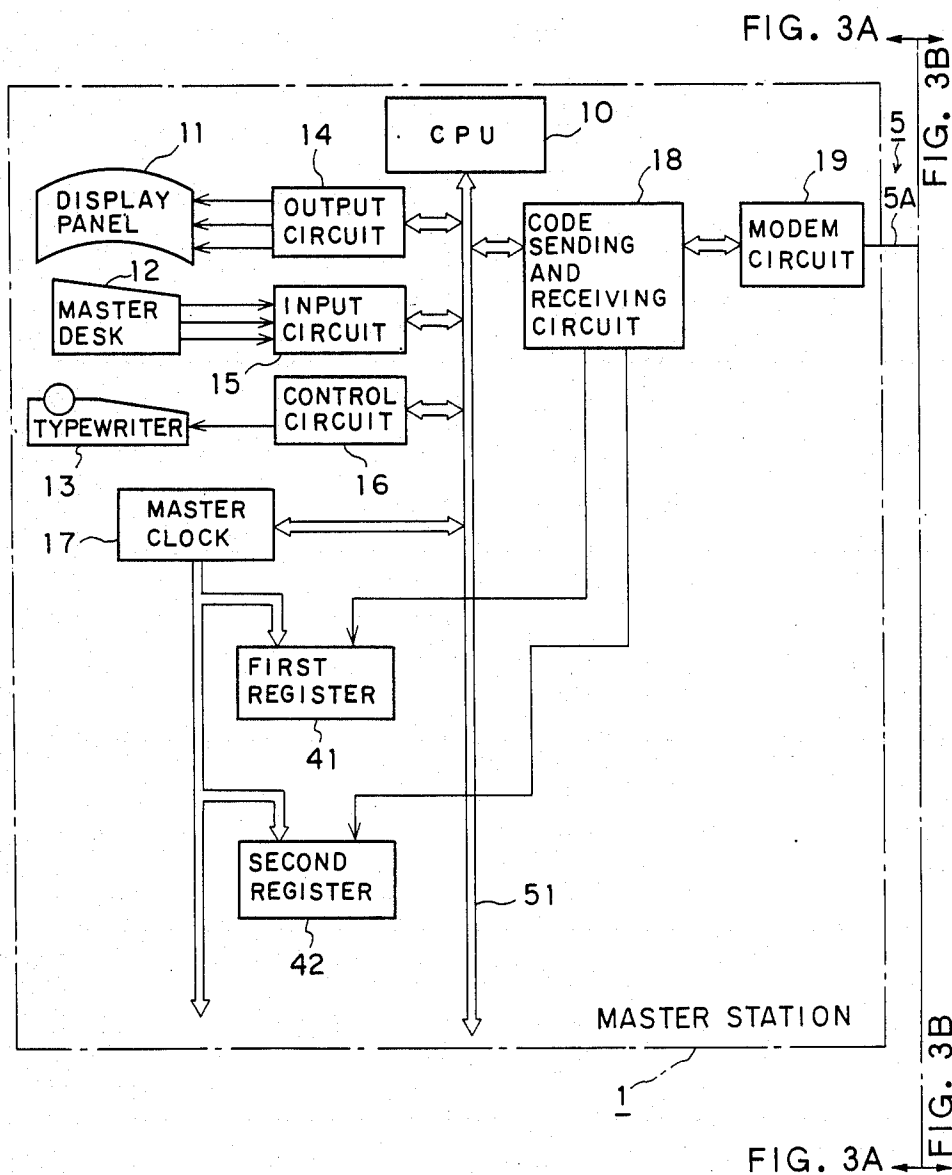 FIG. 3A
FIG. 3B
CPU
10
11
DISPLAY
PANEL
14
OUTPUT
CIRCUIT
18
CODE
SENDING
AND
RECEIVING
CIRCUIT
19
MODEM
CIRCUIT
5
5A
12
MASTER
DESK
INPUT
CIRCUIT
15
CONTROL
CIRCUIT
16
TYPEWRITER
13
MASTER
CLOCK
17
FIRST
REGISTER
41
SECOND
REGISTER
42
51
MASTER STATION
1
FIG. 3A
FIG. 3B